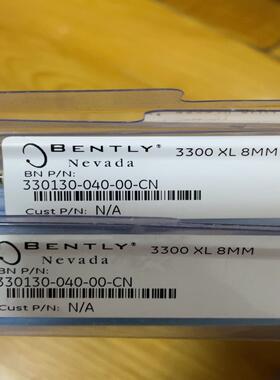 BENTLY® 3300 XL 8MM
Nevada
BN P/N:
330130-040-00-CN
Cust P/N: N/A
BENTLY® 3300 XL 8MM
Nevada
BN P/N:
330130-040-00-CN
Cust P/N: N/A